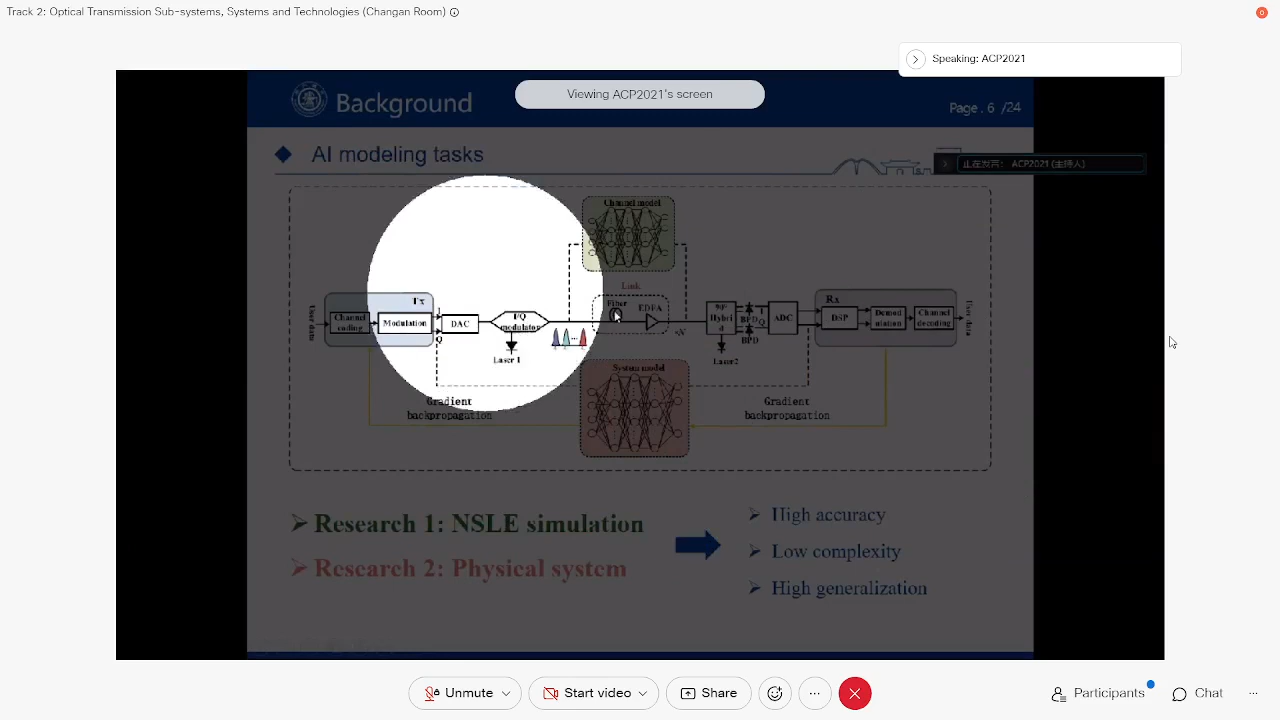 Track 2: Optical Transmission Sub-systems, Systems and Technologies (Changan Room)
Speaking: ACP2021
Viewing ACP2021's screen
Background
Page . 6 /24
AI modeling tasks
正在发言: ACP2021 (主持人)
Channel model
Link
User data
Tx
Channel coding
Modulation
I
Q
DAC
I/Q modulator
Laser 1
Fiber
EDFA
×N
90° Hybrid
Laser2
BPD
BPD
I
Q
ADC
Rx
DSP
Channel decoding
User data
System model
Gradient backpropagation
Gradient backpropagation
Research 1: NSLE simulation
Research 2: Physical system
High accuracy
Low complexity
High generalization
Unmute
Start video
Share
Participants
Chat